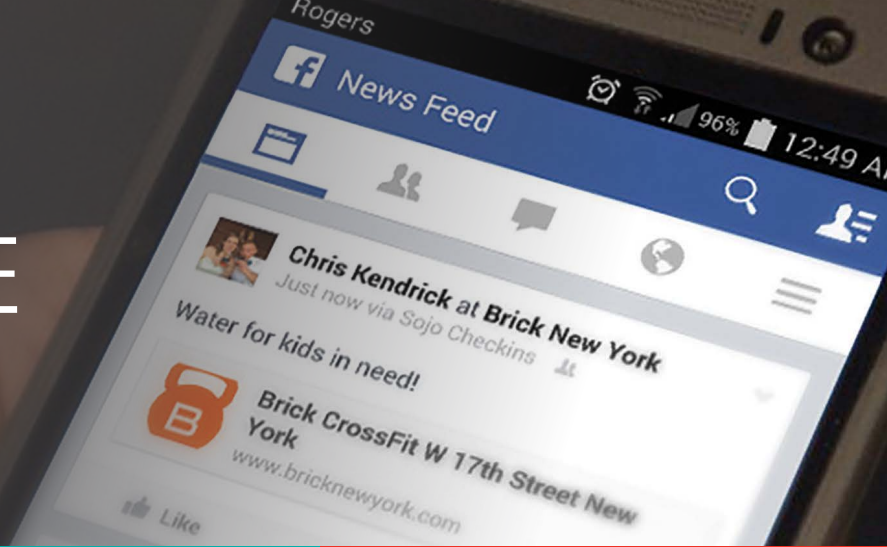 Rogers
96% 12:49 A
f News Feed
Chris Kendrick at Brick New York
Just now via Sojo Checkins
Water for kids in need!
B
Brick CrossFit W 17th Street New
York
www.bricknewyork.com
Like